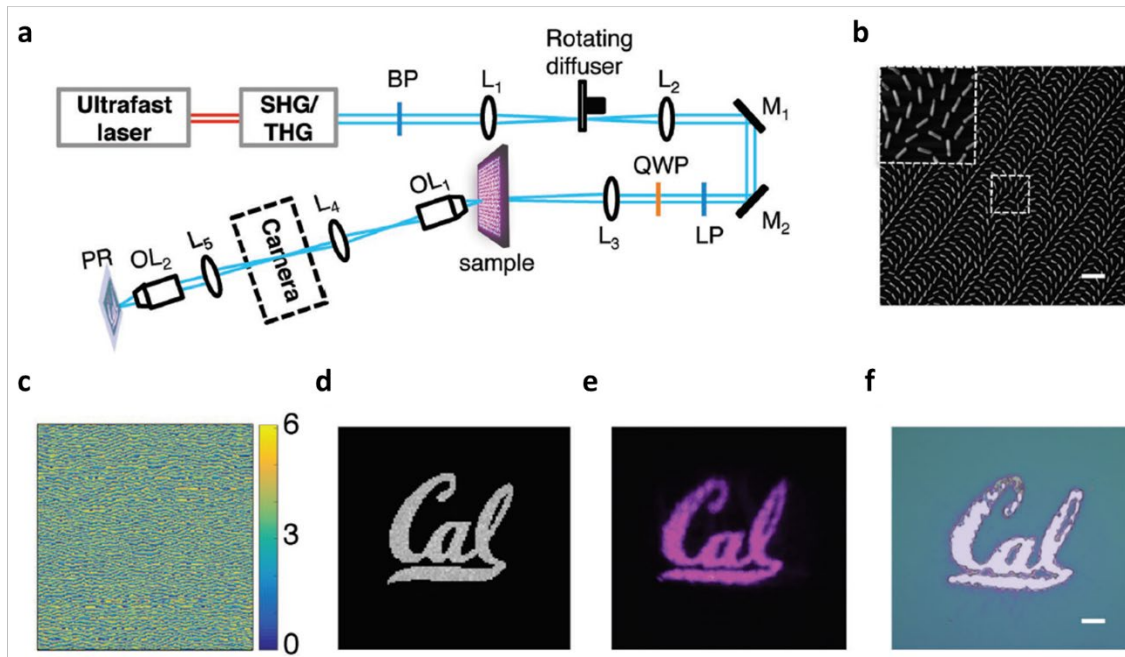 a
Ultrafast
laser
SHG/
THG
BP
L₁
Rotating
diffuser
L₂
M₁
M₂
LP
QWP
L₃
sample
OL₁
L₄
Camera
L₅
OL₂
PR
b
c
6
3
0
d
Cal
e
Cal
f
Cal